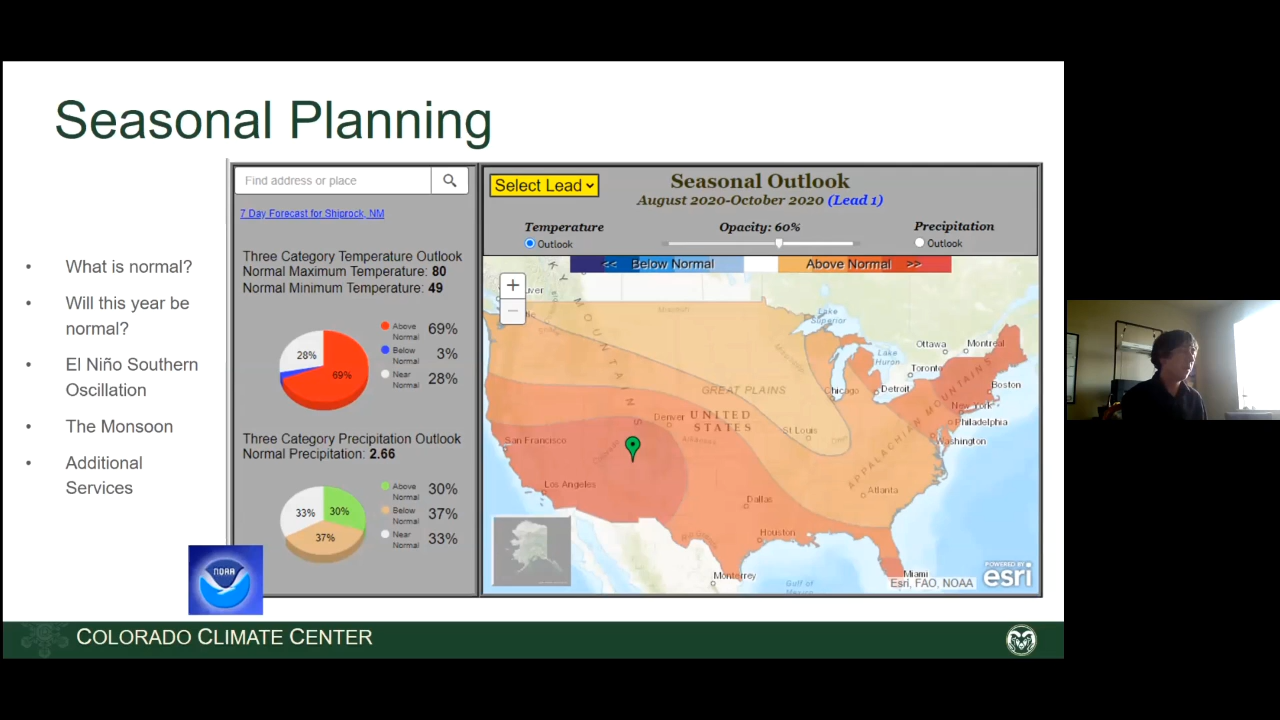 Seasonal Planning
• What is normal?
• Will this year be
normal?
• El Niño Southern
Oscillation
• The Monsoon
• Additional
Services
Find address or place
7 Day Forecast for Shiprock, NM
Three Category Temperature Outlook
Normal Maximum Temperature: 80
Normal Minimum Temperature: 49
28%
69%
Above Normal 69%
Below Normal 3%
Near Normal 28%
Three Category Precipitation Outlook
Normal Precipitation: 2.66
33%
30%
37%
Above Normal 30%
Below Normal 37%
Near Normal 33%
NOAA
Select Lead
Seasonal Outlook
August 2020-October 2020 (Lead 1)
Temperature
Outlook
Opacity: 60%
Precipitation
Outlook
<< Below Normal
Above Normal >>
+
−
MOUNTAINS
Lake
Superior
Lake
Huron
Ottawa
Montréal
Toronto
Boston
Chicago
Detroit
New York
Philadelphia
Washington
GREAT PLAINS
Denver
UNITED
STATES
St Louis
APPALACHIAN MOUNTAINS
San Francisco
Los Angeles
Atlanta
Dallas
Houston
Monterrey
Gulf of
Miami
Esri, FAO, NOAA
POWERED BY
esri
COLORADO CLIMATE CENTER